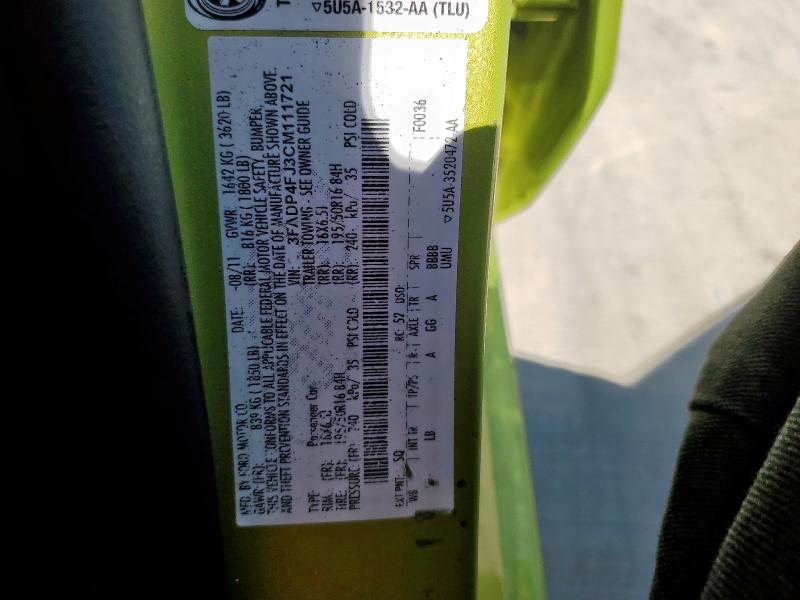 5U5A-1532-AA (TLU)
MFD. BY FORD MOTOR CO.
DATE: 08/11 GVWR: 1642 KG ( 3620 LB)
GAWR (FR): 839 KG ( 1850 LB) (RR): 816 KG ( 1800 LB)
THIS VEHICLE CONFORMS TO ALL APPLICABLE FEDERAL MOTOR VEHICLE SAFETY, BUMPER,
AND THEFT PREVENTION STANDARDS IN EFFECT ON THE DATE OF MANUFACTURE SHOWN ABOVE.
VIN: 3FADP4FJ3CM111721
TYPE: Passenger Car TRAILER TOWING - SEE OWNER GUIDE
RIM: (FR): 16X6.5J (RR): 16X6.5J
TIRE: (FR): 195/50R16 84H (RR): 195/50R16 84H
PRESSURE (FR): 240 kPa/ 35 PSI COLD (RR): 240 kPa/ 35 PSI COLD
F0036
EXT PNT: SQ RC: 52 DSO:
WB INT TR TP/PS R AXLE TR SPR
LB A GG A BBBB
UMU 5U5A-3520472-AA